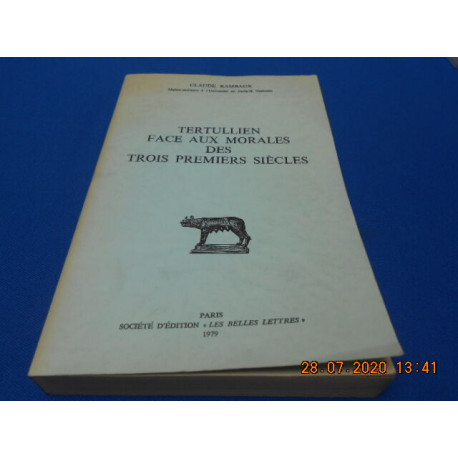 CLAUDE RAMBAUX
TERTULLIEN
FACE AUX MORALES
DES
TROIS PREMIERS SIÈCLES
PARIS
SOCIÉTÉ D'ÉDITION « LES BELLES LETTRES »
1979
28.07.2020 13:41